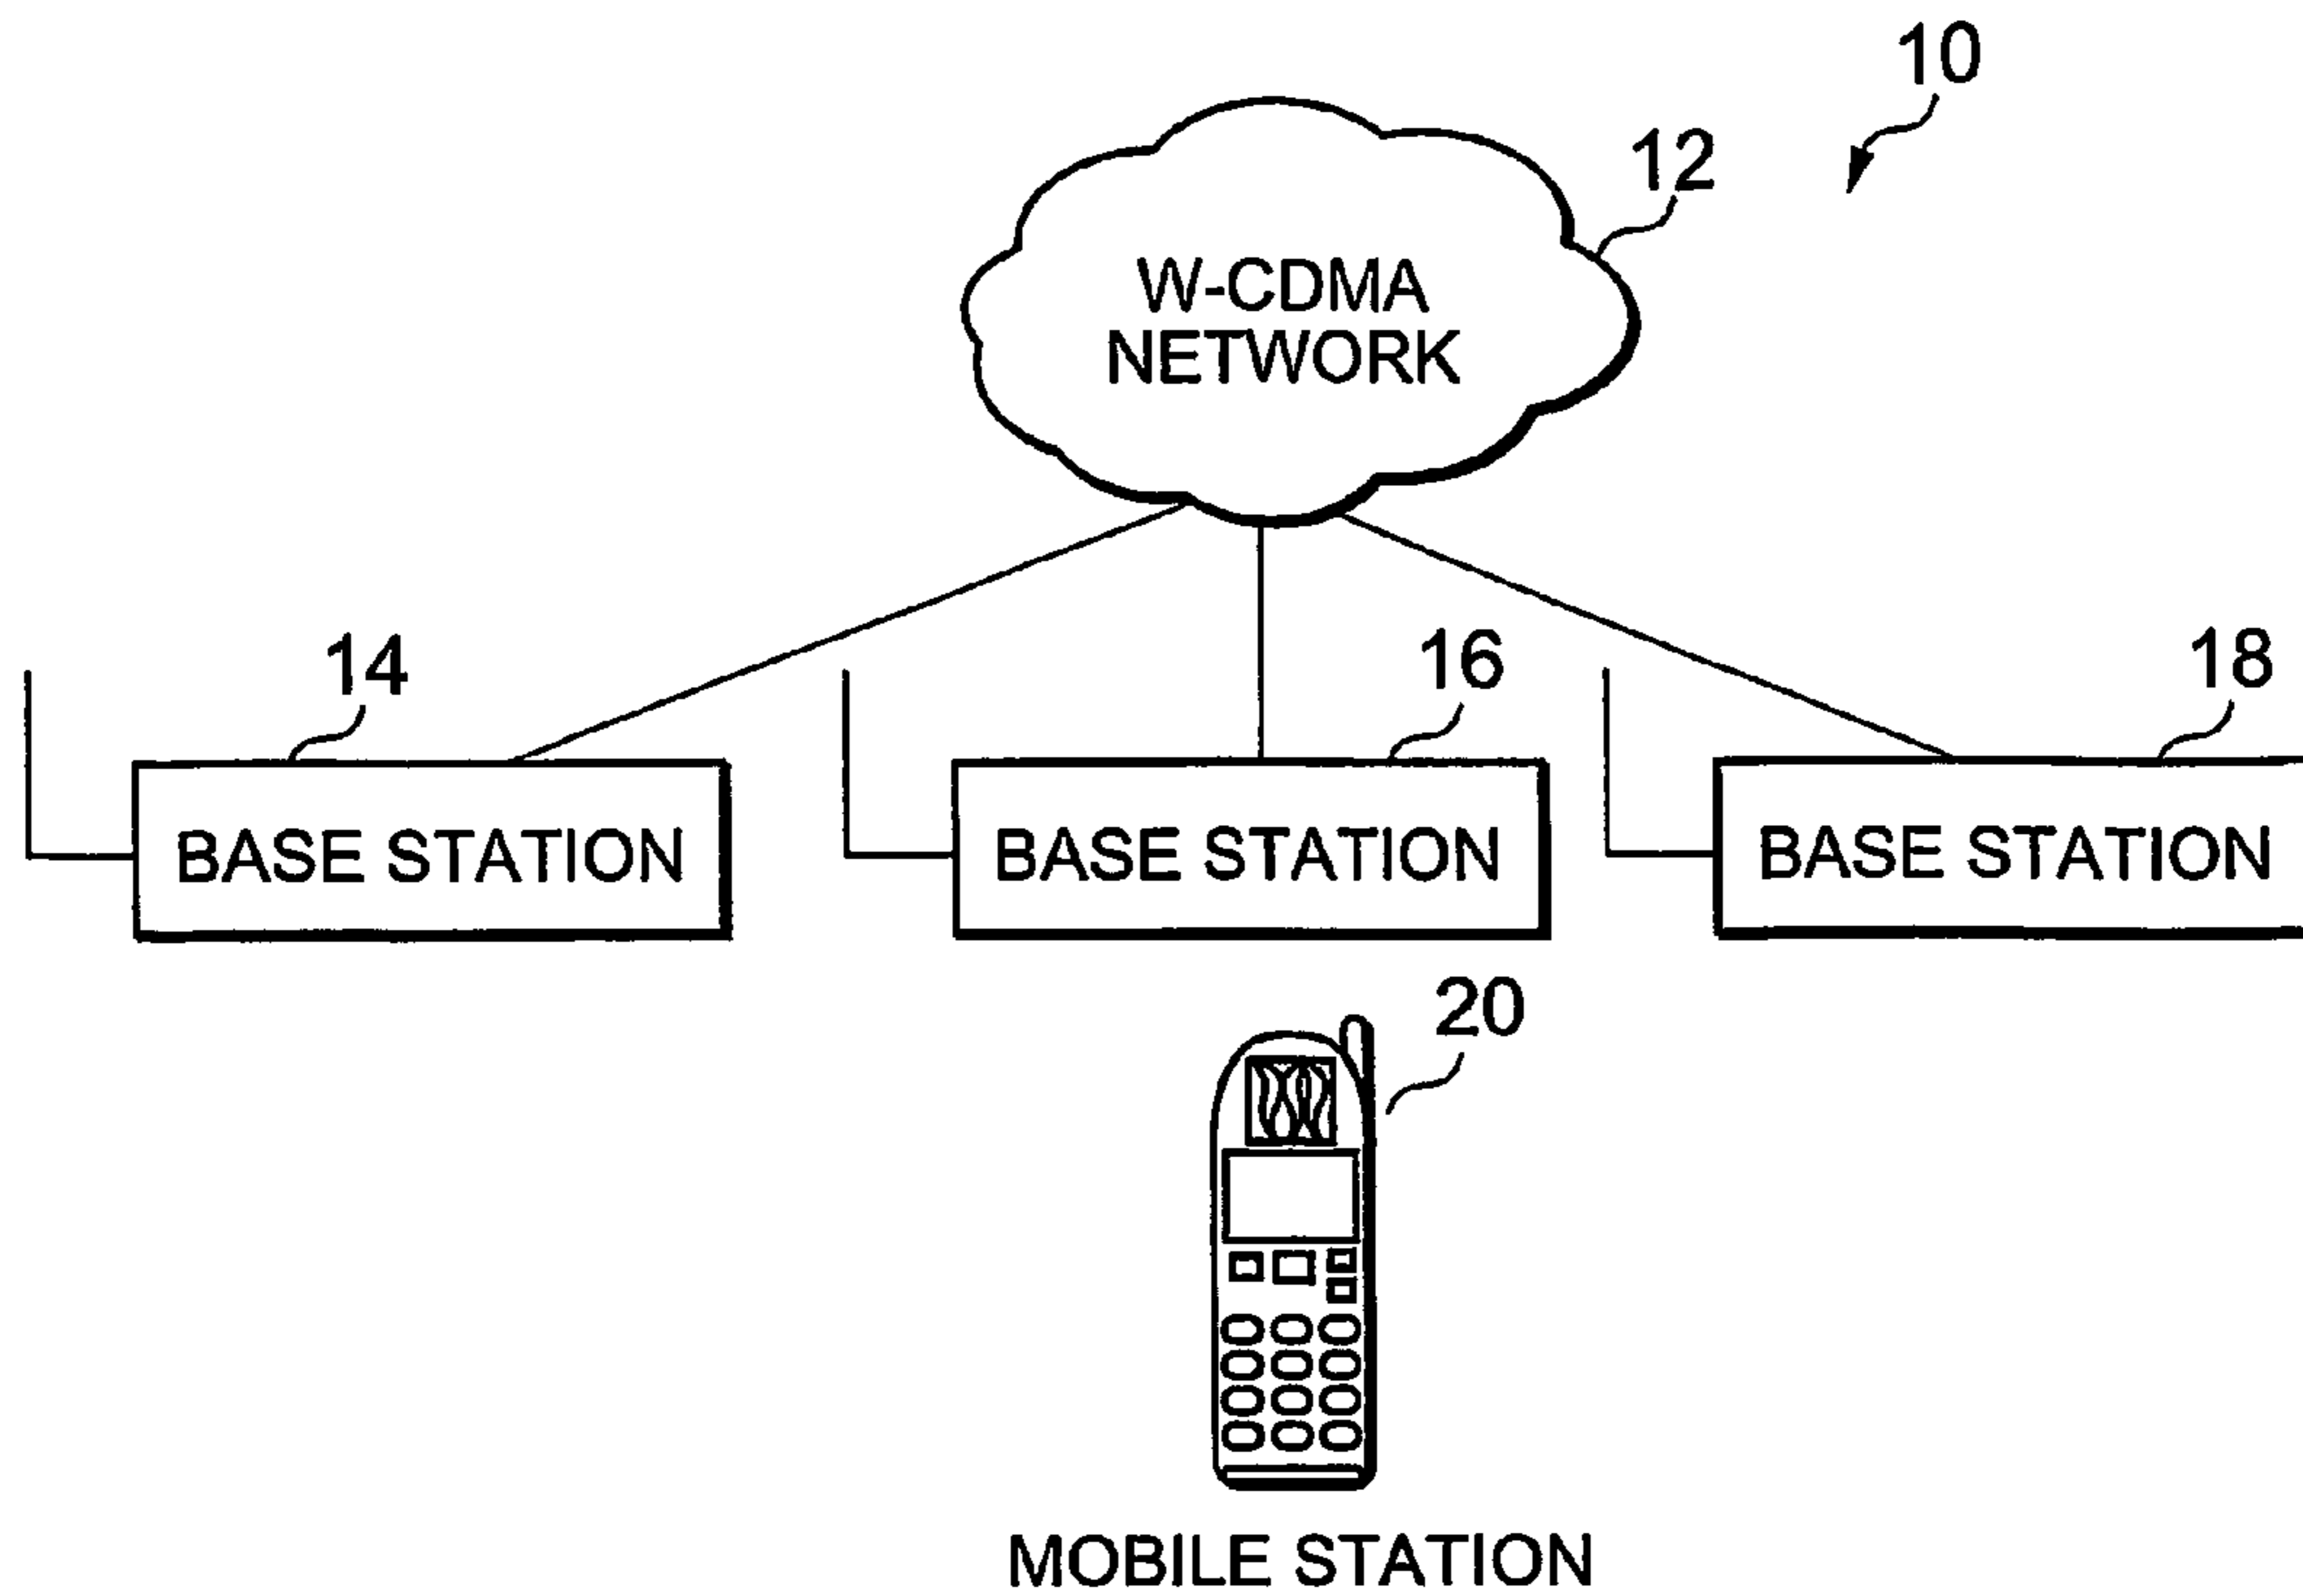 10
12
W-CDMA
NETWORK
14
16
18
BASE STATION
BASE STATION
BASE STATION
20
MOBILE STATION